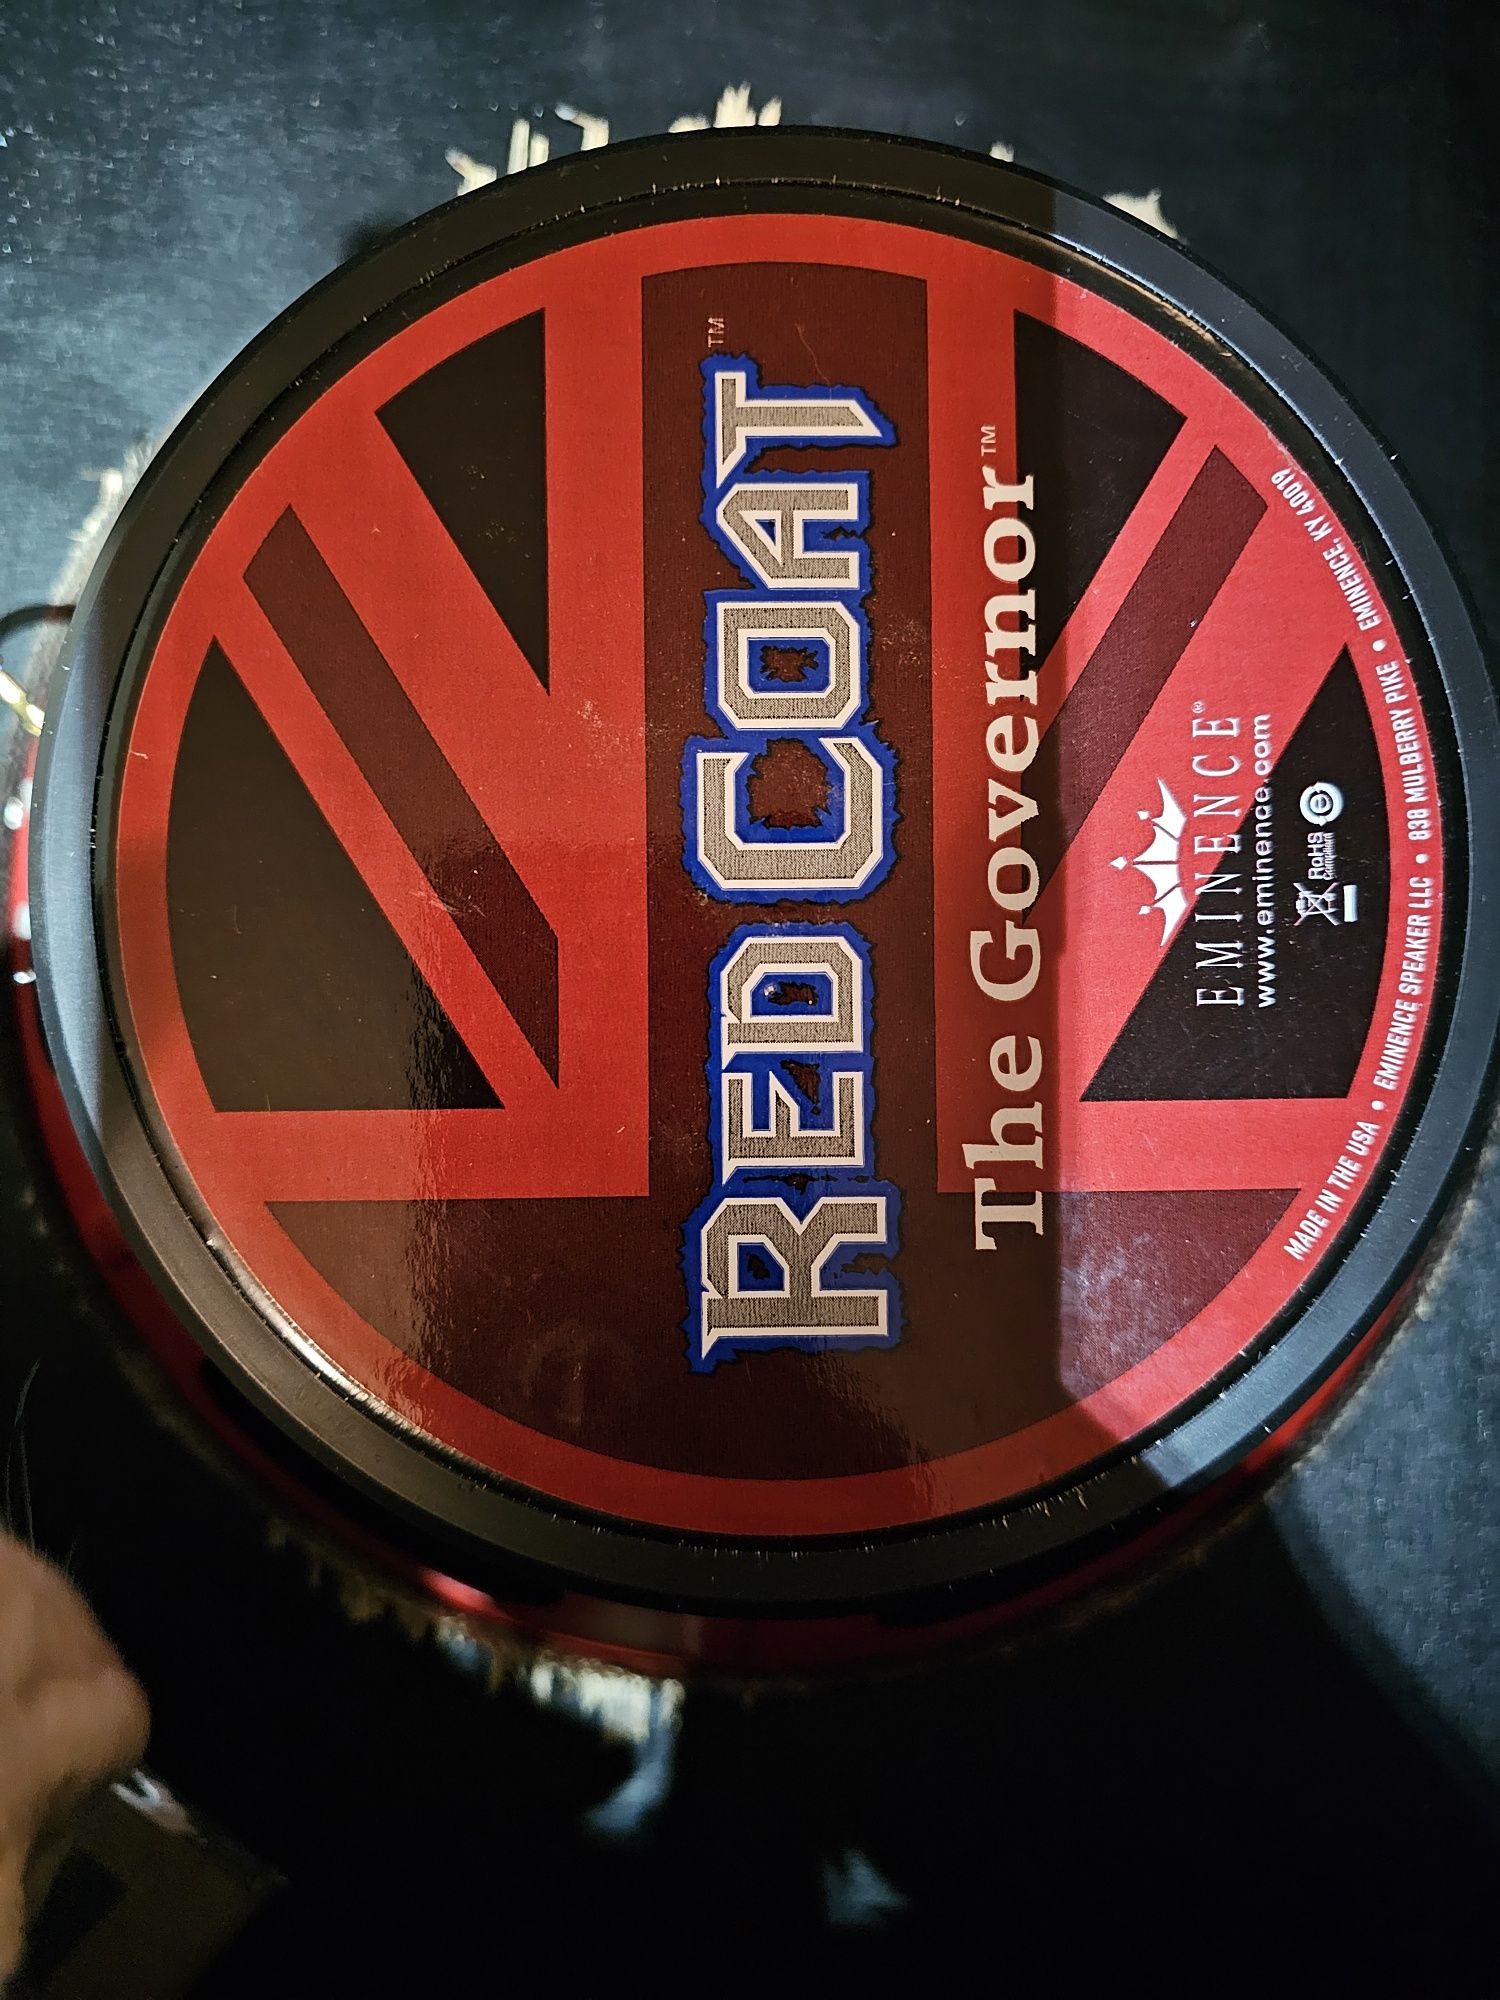 RED COAT™
The Governor™
EMINENCE®
www.eminence.com
RoHS
Compliant
e
MADE IN THE USA • EMINENCE SPEAKER LLC • 838 MULBERRY PIKE • EMINENCE, KY 40019